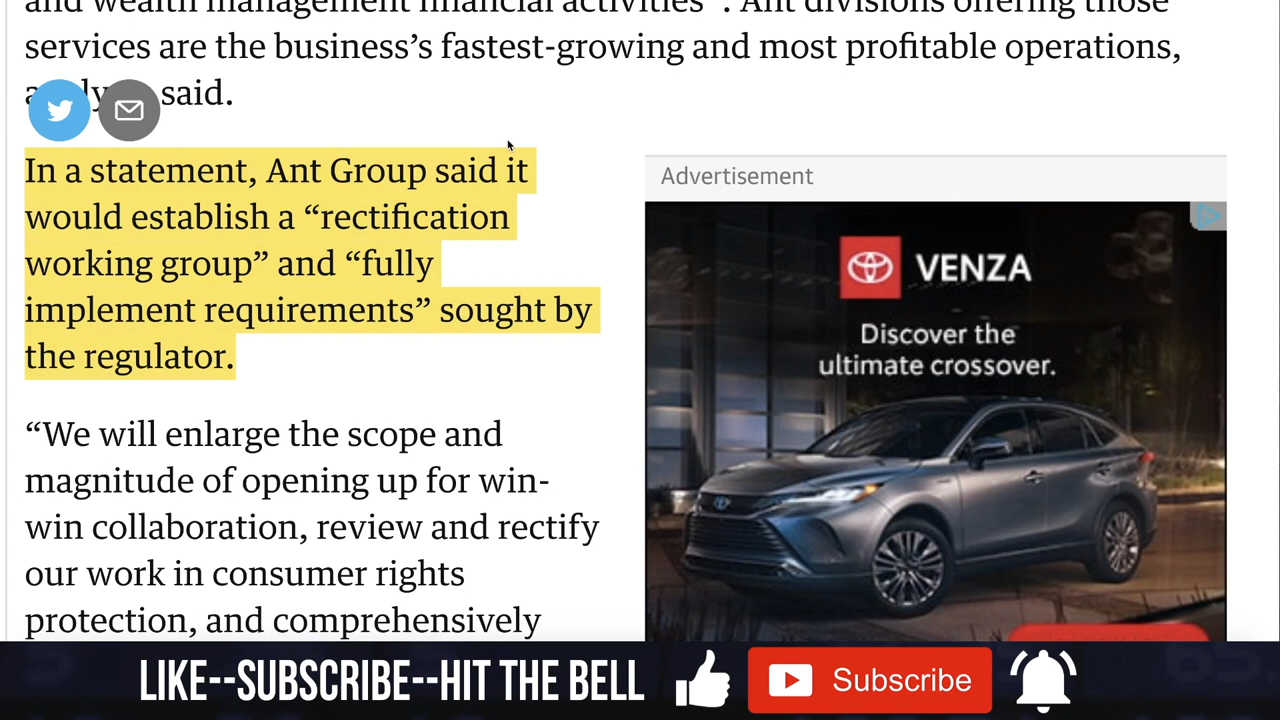 and wealth management financial activities”. Ant divisions offering those
services are the business’s fastest-growing and most profitable operations,
said.
In a statement, Ant Group said it
would establish a “rectification
working group” and “fully
implement requirements” sought by
the regulator.
“We will enlarge the scope and
magnitude of opening up for win-
win collaboration, review and rectify
our work in consumer rights
protection, and comprehensively
Advertisement
VENZA
Discover the
ultimate crossover.
LIKE--SUBSCRIBE--HIT THE BELL
Subscribe